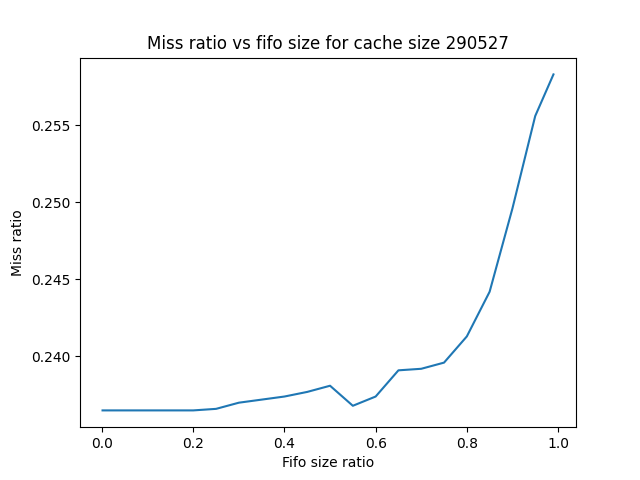 Miss ratio vs fifo size for cache size 290527
0.255
0.250
0.245
0.240
Miss ratio
0.0 0.2 0.4 0.6 0.8 1.0
Fifo size ratio